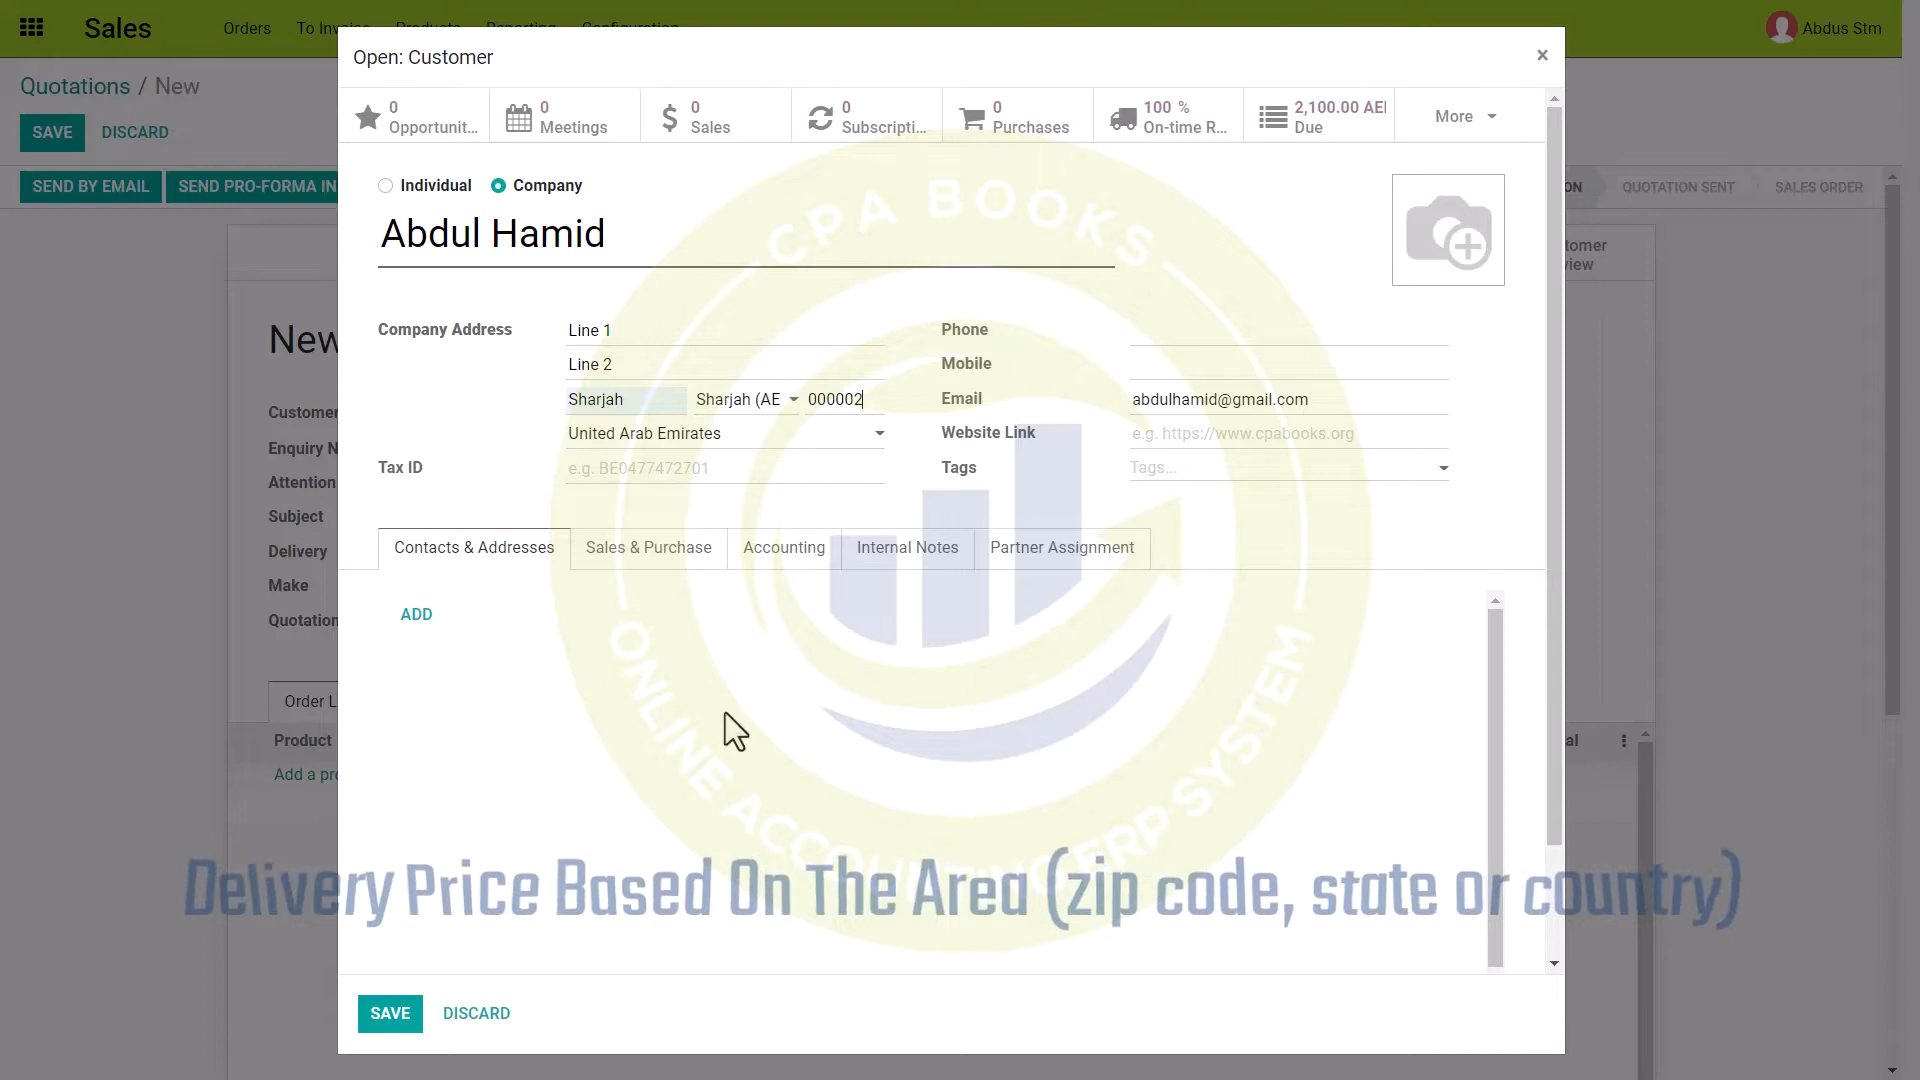 Sales
Orders To Invoice Products Reporting Configuration
Abdus Stm
Quotations / New
SAVE DISCARD
SEND BY EMAIL SEND PRO-FORMA IN
ON QUOTATION SENT SALES ORDER
tomer
view
New
Customer
Enquiry N
Attention
Subject
Delivery
Make
Quotation
Order L
Product
al
Add a pr
Open: Customer
×
0
Opportunit...
0
Meetings
0
Sales
0
Subscripti...
0
Purchases
100 %
On-time R...
2,100.00 AEI
Due
More
Individual Company
Abdul Hamid
Company Address
Line 1
Line 2
Sharjah Sharjah (AE 000002
United Arab Emirates
Tax ID e.g. BE0477472701
Phone
Mobile
Email abdulhamid@gmail.com
Website Link e.g. https://www.cpabooks.org
Tags Tags...
Contacts & Addresses Sales & Purchase Accounting Internal Notes Partner Assignment
ADD
CPA BOOKS
ONLINE ACCOUNTING ERP SYSTEM
Delivery Price Based On The Area (zip code, state or country)
SAVE DISCARD